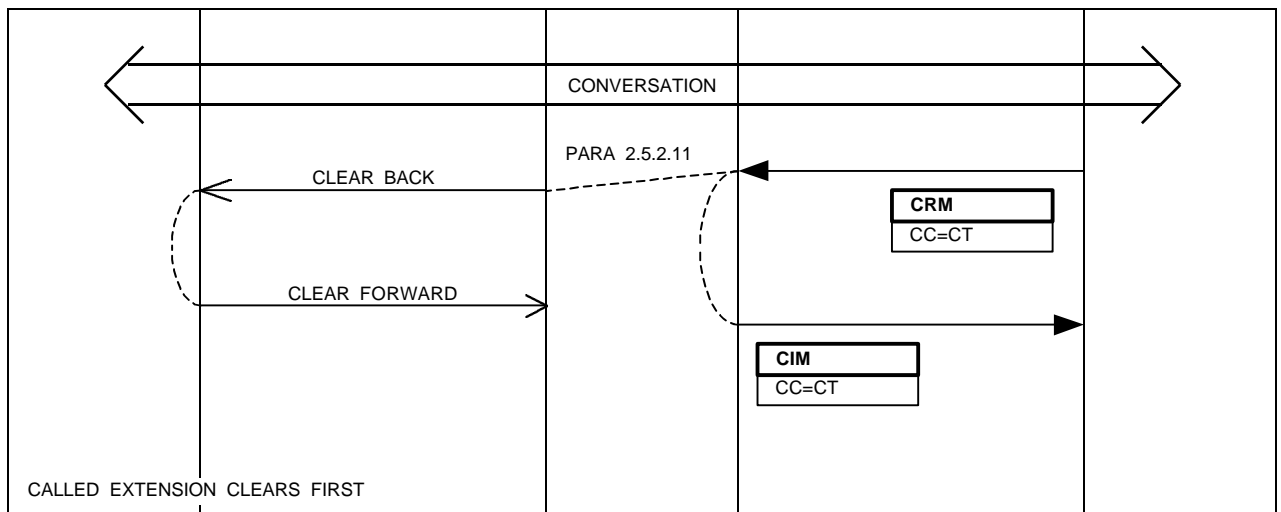 CONVERSATION
PARA 2.5.2.11
CLEAR BACK
CRM
CC=CT
CLEAR FORWARD
CIM
CC=CT
CALLED EXTENSION CLEARS FIRST